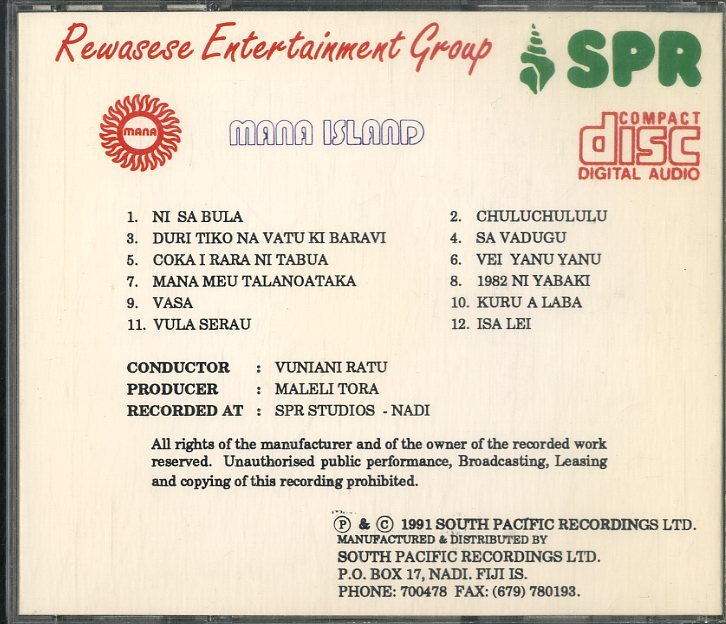 Rewasese Entertainment Group
SPR
MANA
MANA ISLAND
COMPACT
disc
DIGITAL AUDIO
1. NI SA BULA
2. CHULUCHULULU
3. DURI TIKO NA VATU KI BARAVI
4. SA VADUGU
5. COKA I RARA NI TABUA
6. VEI YANU YANU
7. MANA MEU TALANOATAKA
8. 1982 NI YABAKI
9. VASA
10. KURU A LABA
11. VULA SERAU
12. ISA LEI
CONDUCTOR : VUNIANI RATU
PRODUCER : MALELI TORA
RECORDED AT : SPR STUDIOS - NADI
All rights of the manufacturer and of the owner of the recorded work
reserved. Unauthorised public performance, Broadcasting, Leasing
and copying of this recording prohibited.
Ⓟ & © 1991 SOUTH PACIFIC RECORDINGS LTD.
MANUFACTURED & DISTRIBUTED BY
SOUTH PACIFIC RECORDINGS LTD.
P.O. BOX 17, NADI. FIJI IS.
PHONE: 700478 FAX: (679) 780193.